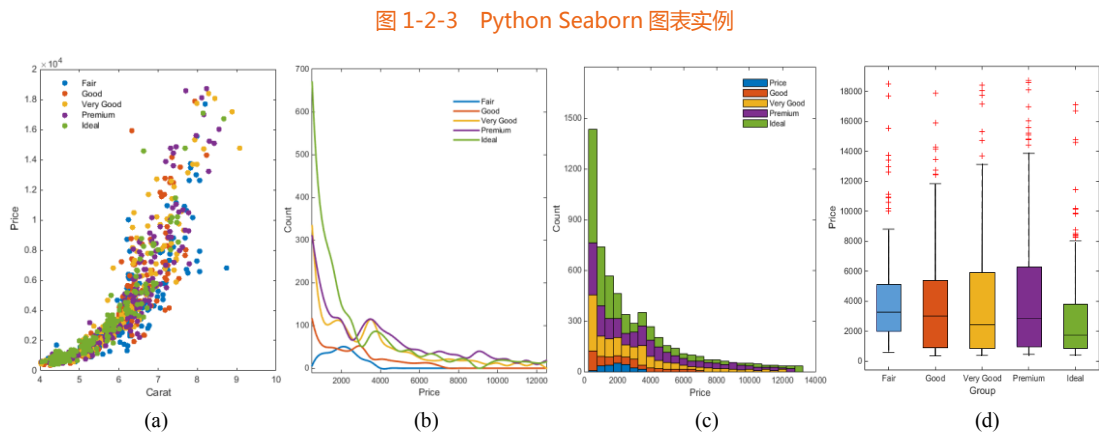 图 1-2-3 Python Seaborn 图表实例
2 ×10⁴
1.8
1.6
1.4
1.2
1
0.8
0.6
0.4
0.2
0
4 5 6 7 8 9 10
Price
Carat
Fair
Good
Very Good
Premium
Ideal
(a)
700
600
500
400
300
200
100
0
2000 4000 6000 8000 10000 12000
Count
Price
Fair
Good
Very Good
Premium
Ideal
(b)
1500
1200
900
600
300
0
0 2000 4000 6000 8000 10000 12000 14000
Count
Price
Price
Good
Very Good
Premium
Ideal
(c)
18000
16000
14000
12000
10000
8000
6000
4000
2000
0
Price
Fair Good Very Good Premium Ideal
Group
(d)